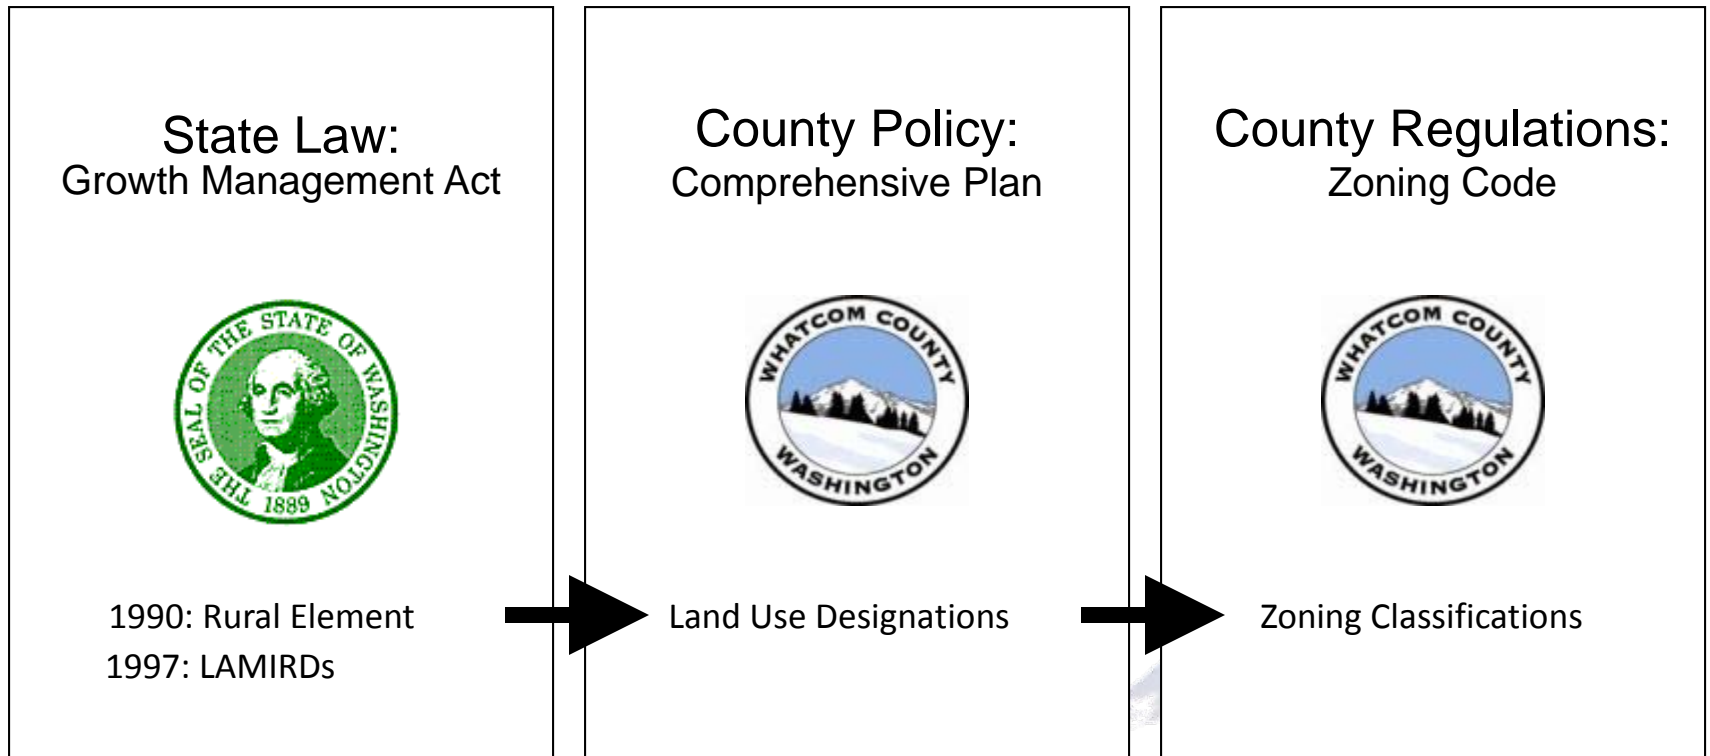 State Law:
Growth Management Act
THE SEAL OF THE STATE OF WASHINGTON
1889
1990: Rural Element
1997: LAMIRDs
County Policy:
Comprehensive Plan
WHATCOM COUNTY
WASHINGTON
Land Use Designations
County Regulations:
Zoning Code
WHATCOM COUNTY
WASHINGTON
Zoning Classifications